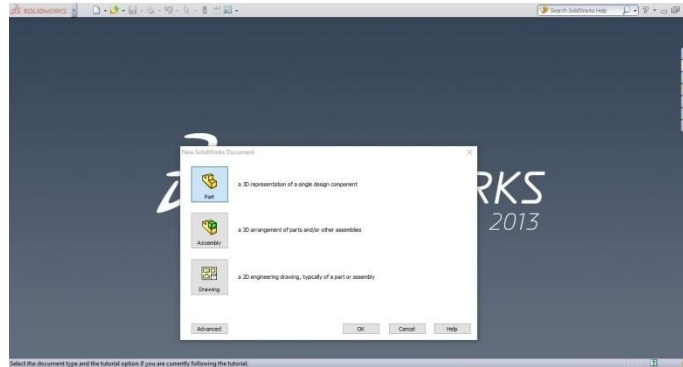 SOLIDWORKS
Search SolidWorks Help
RKS
2013
New SolidWorks Document
Part
a 3D representation of a single design component
Assembly
a 3D arrangement of parts and/or other assemblies
Drawing
a 2D engineering drawing, typically of a part or assembly
Advanced
OK
Cancel
Help
Select the document type and the tutorial option if you are currently following the tutorial.